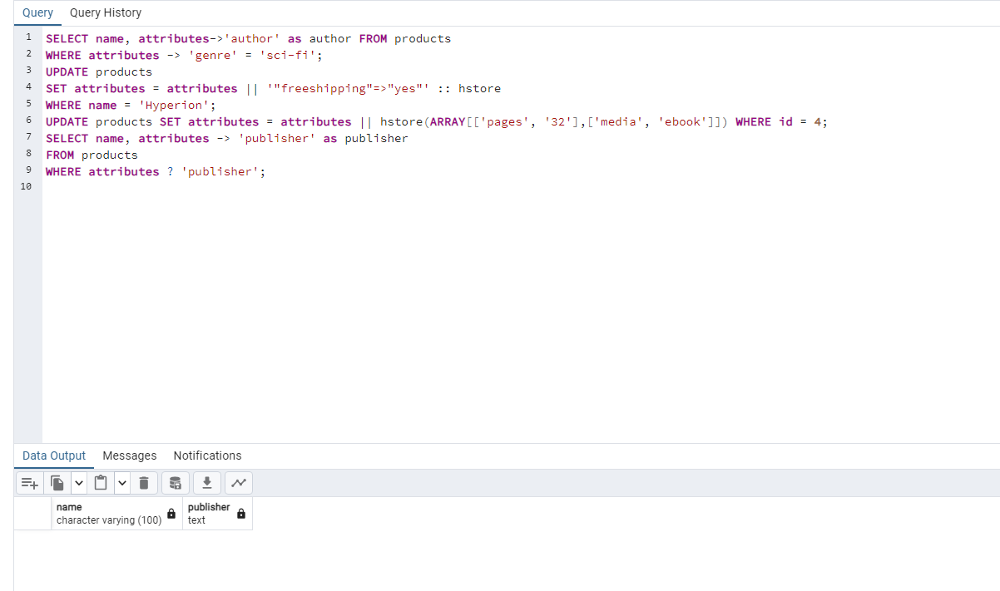 Query Query History
1 SELECT name, attributes->'author' as author FROM products
2 WHERE attributes -> 'genre' = 'sci-fi';
3 UPDATE products
4 SET attributes = attributes || '"freeshipping"=>"yes"' :: hstore
5 WHERE name = 'Hyperion';
6 UPDATE products SET attributes = attributes || hstore(ARRAY[['pages', '32'],['media', 'ebook']]) WHERE id = 4;
7 SELECT name, attributes -> 'publisher' as publisher
8 FROM products
9 WHERE attributes ? 'publisher';
10
Data Output Messages Notifications
name publisher
character varying (100) text